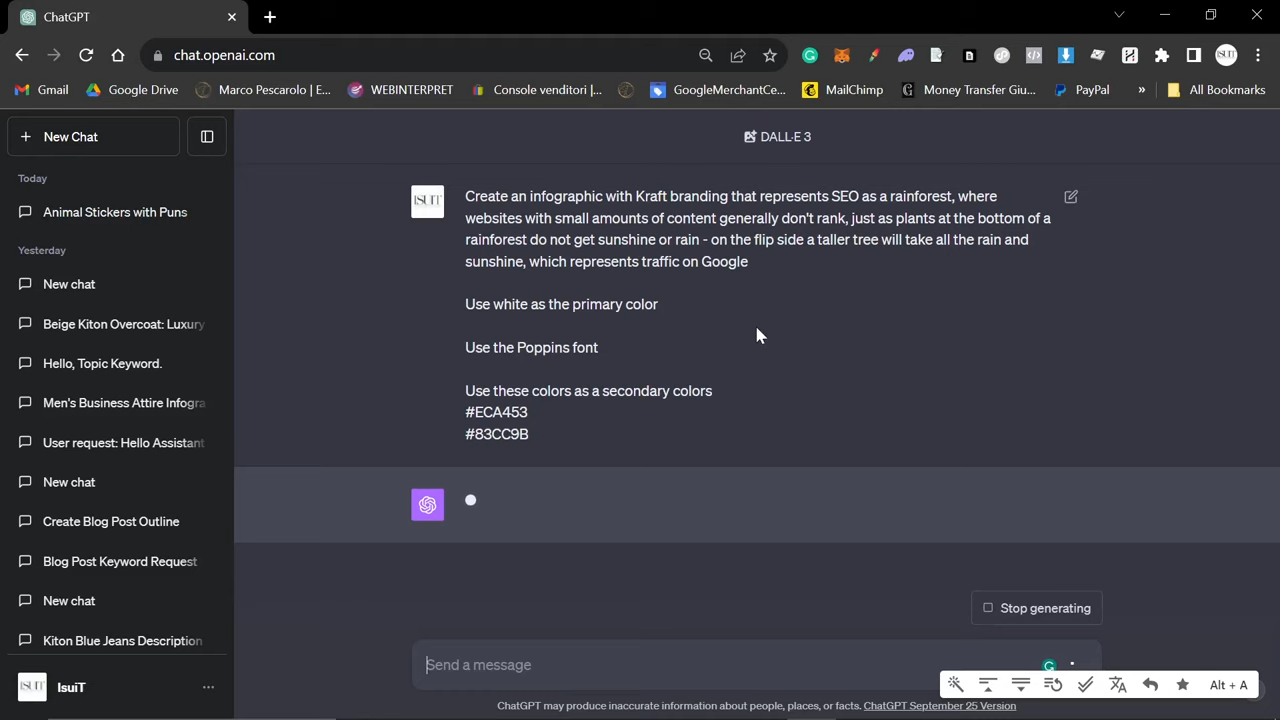 ChatGPT
chat.openai.com
Gmail
Google Drive
Marco Pescarolo | E...
WEBINTERPRET
Console venditori |...
GoogleMerchantCe...
MailChimp
Money Transfer Giu...
PayPal
»
All Bookmarks
New Chat
DALL·E 3
Today
Animal Stickers with Puns
Yesterday
New chat
Beige Kiton Overcoat: Luxury
Hello, Topic Keyword.
Men's Business Attire Infogra
User request: Hello Assistant
New chat
Create Blog Post Outline
Blog Post Keyword Request
New chat
Kiton Blue Jeans Description
IsuiT
ISUIT
Create an infographic with Kraft branding that represents SEO as a rainforest, where
websites with small amounts of content generally don't rank, just as plants at the bottom of a
rainforest do not get sunshine or rain - on the flip side a taller tree will take all the rain and
sunshine, which represents traffic on Google
Use white as the primary color
Use the Poppins font
Use these colors as a secondary colors
#ECA453
#83CC9B
Stop generating
Send a message
Alt + A
ChatGPT may produce inaccurate information about people, places, or facts. ChatGPT September 25 Version